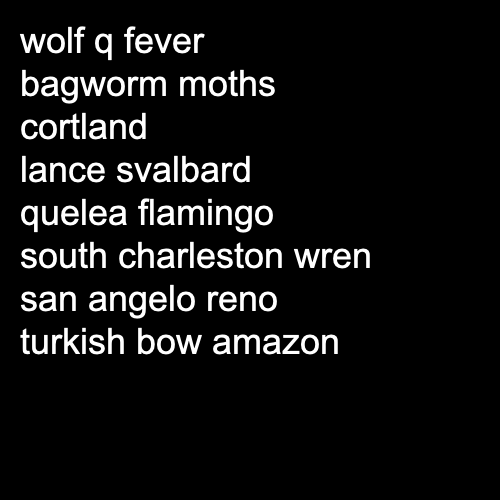 wolf q fever
bagworm moths
cortland
lance svalbard
quelea flamingo
south charleston wren
san angelo reno
turkish bow amazon